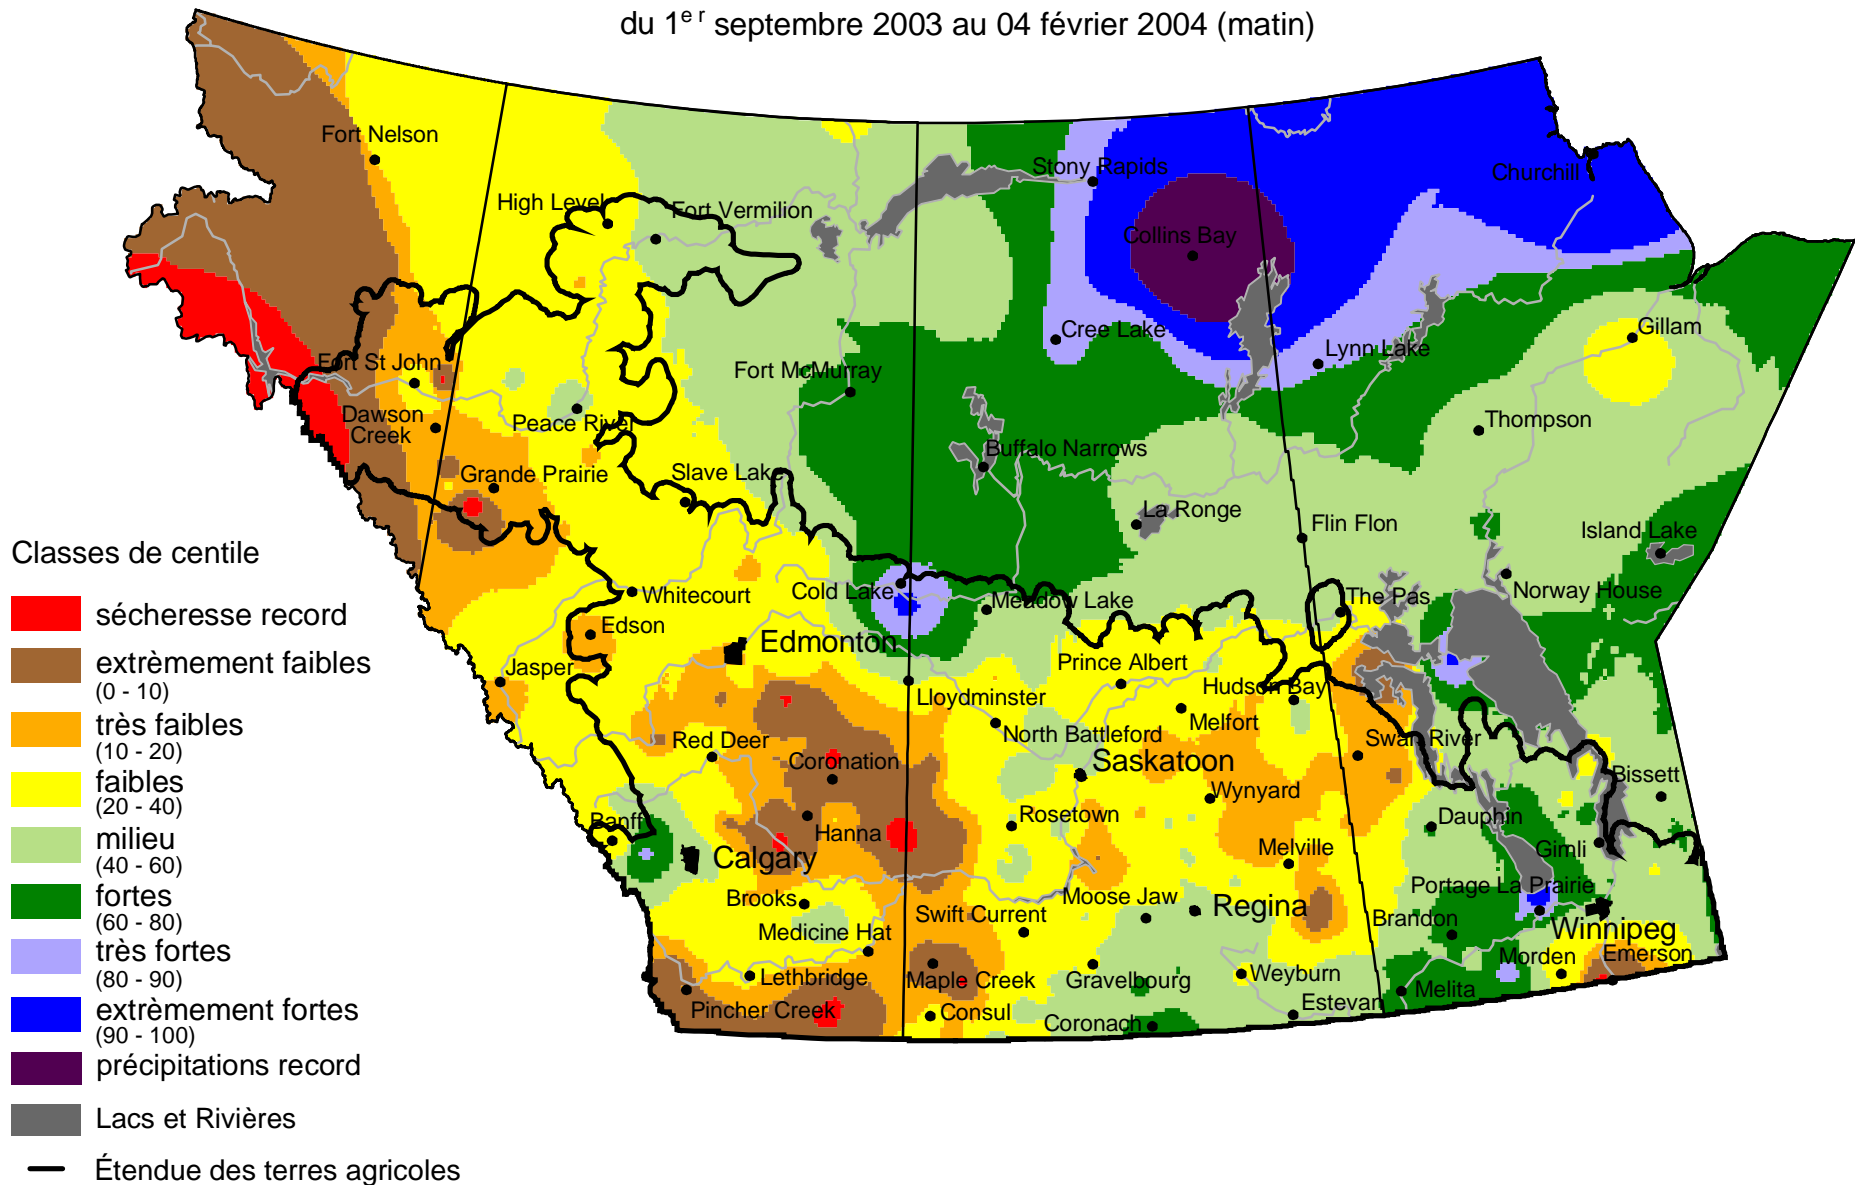 du 1er septembre 2003 au 04 février 2004 (matin)
Fort Nelson
Stony Rapids
Churchill
High Level
Fort Vermilion
Collins Bay
Cree Lake
Gillam
Lynn Lake
Fort St John
Fort McMurray
Dawson
Creek
Peace River
Thompson
Buffalo Narrows
Grande Prairie
Slave Lake
La Ronge
Flin Flon
Island Lake
Whitecourt
Cold Lake
Meadow Lake
The Pas
Norway House
Edson
Edmonton
Jasper
Prince Albert
Lloydminster
Hudson Bay
Melfort
Red Deer
North Battleford
Swan River
Coronation
Saskatoon
Bissett
Wynyard
Banff
Hanna
Rosetown
Dauphin
Calgary
Melville
Gimli
Brooks
Moose Jaw
Portage La Prairie
Swift Current
Regina
Brandon
Medicine Hat
Winnipeg
Lethbridge
Maple Creek
Gravelbourg
Weyburn
Morden
Emerson
Pincher Creek
Consul
Coronach
Estevan
Melita
Classes de centile
sécheresse record
extrèmement faibles
(0 - 10)
très faibles
(10 - 20)
faibles
(20 - 40)
milieu
(40 - 60)
fortes
(60 - 80)
très fortes
(80 - 90)
extrèmement fortes
(90 - 100)
précipitations record
Lacs et Rivières
Étendue des terres agricoles